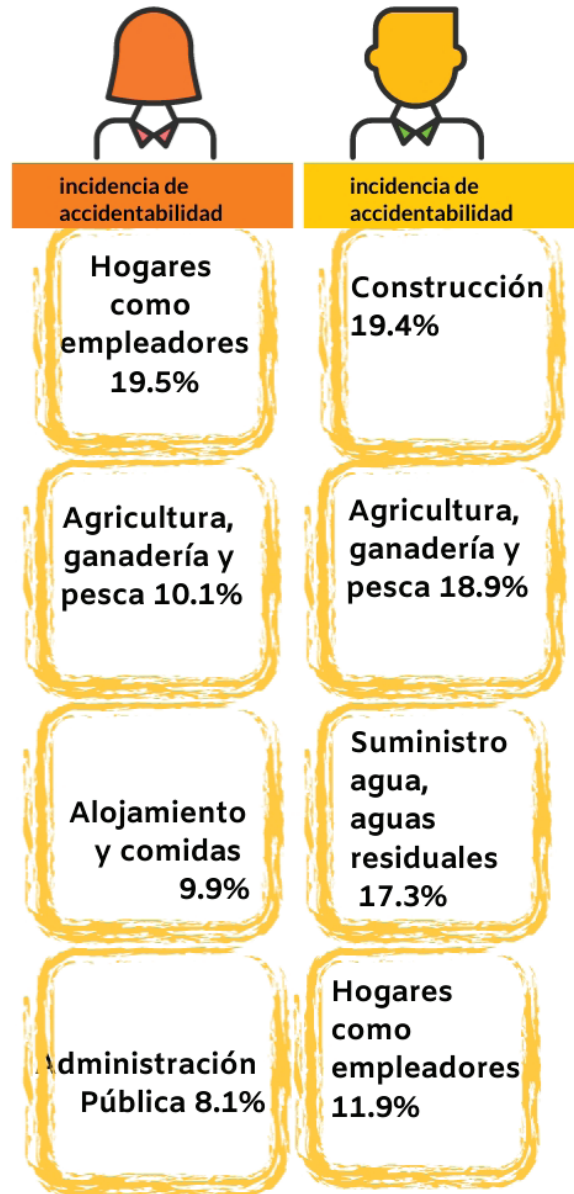 incidencia de
accidentabilidad
Hogares
como
empleadores
19.5%
Agricultura,
ganadería y
pesca 10.1%
Alojamiento
y comidas
9.9%
Administración
Pública 8.1%
incidencia de
accidentabilidad
Construcción
19.4%
Agricultura,
ganadería y
pesca 18.9%
Suministro
agua,
aguas
residuales
17.3%
Hogares
como
empleadores
11.9%